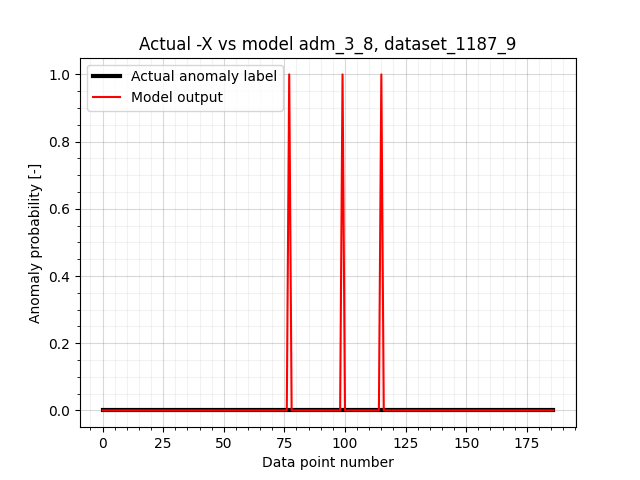 Actual -X vs model adm_3_8, dataset_1187_9
Actual anomaly label
Model output
1.0
0.8
0.6
0.4
0.2
0.0
Anomaly probability [-]
0 25 50 75 100 125 150 175
Data point number